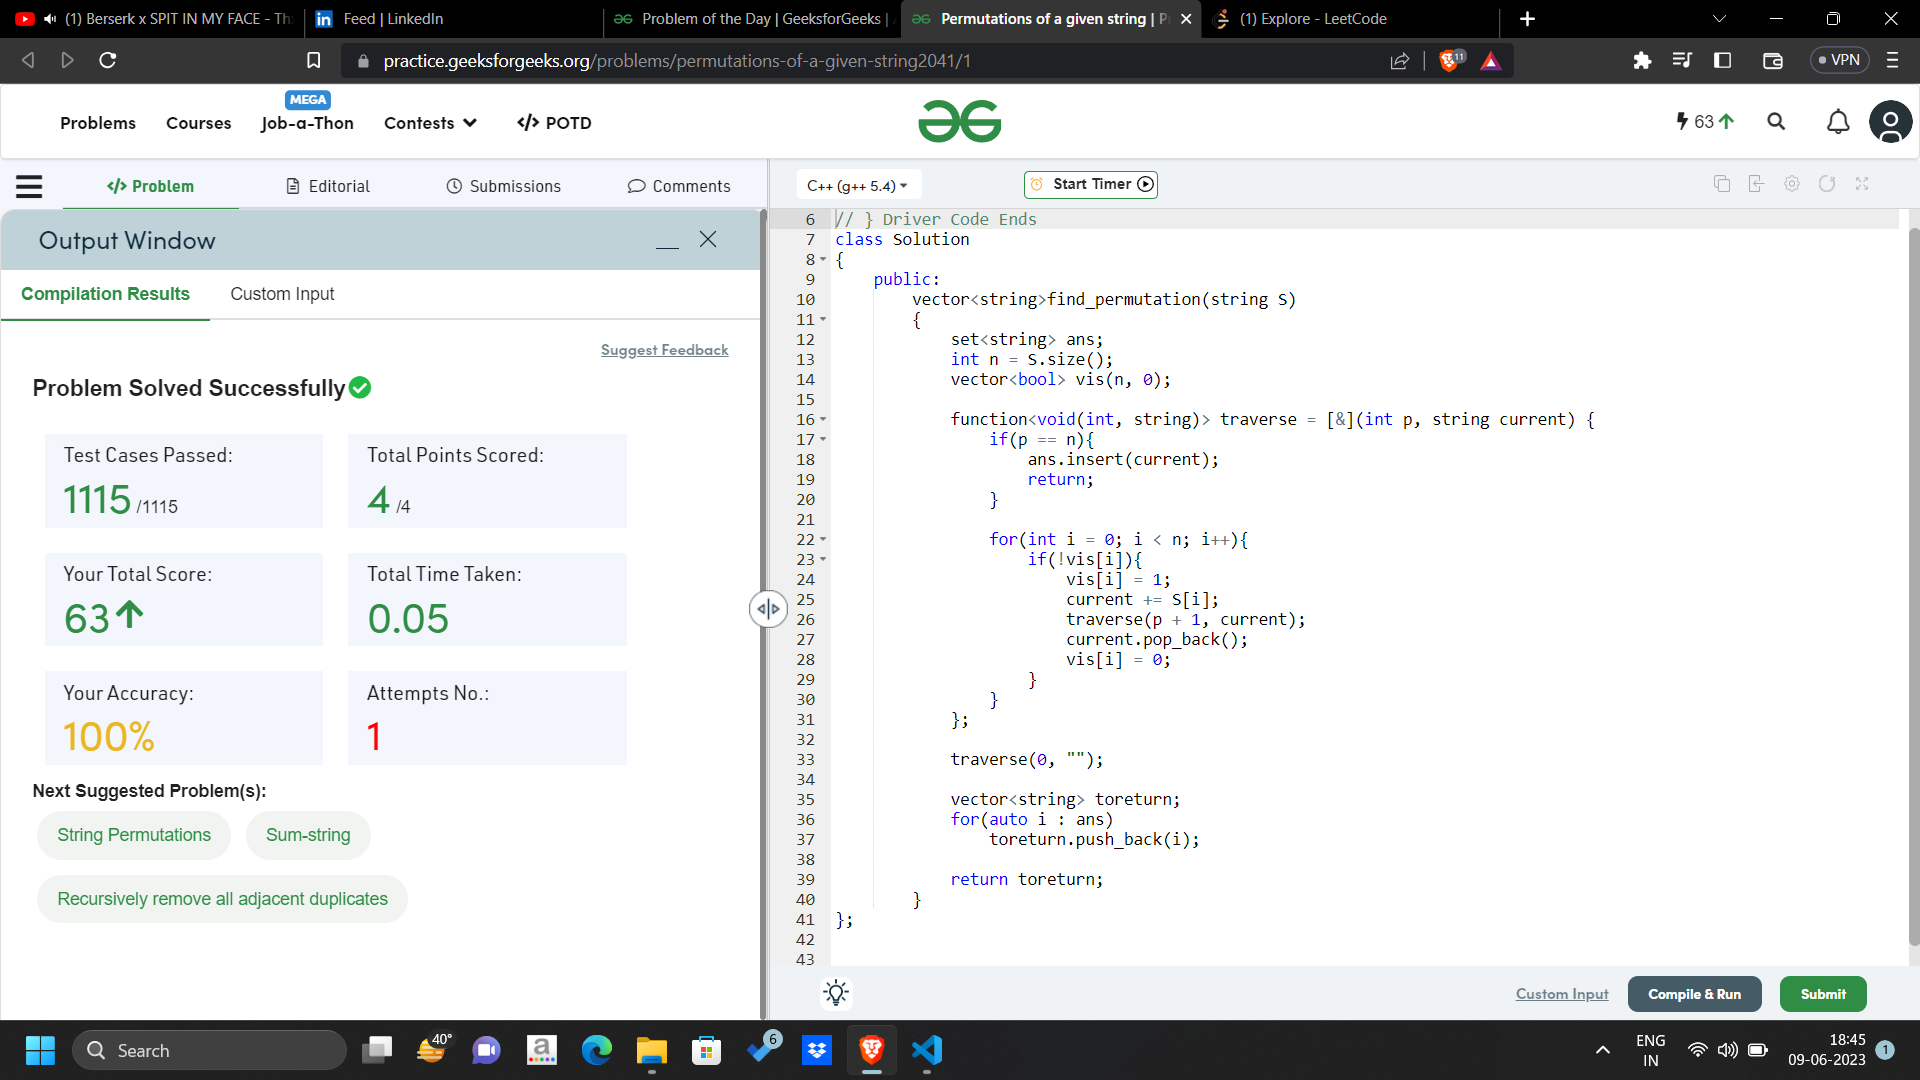 (1) Berserk x SPIT IN MY FACE - Th
Feed | LinkedIn
Problem of the Day | GeeksforGeeks |
Permutations of a given string | P
(1) Explore - LeetCode
practice.geeksforgeeks.org/problems/permutations-of-a-given-string2041/1
11
VPN
MEGA
Problems Courses Job-a-Thon Contests </> POTD
63
</> Problem Editorial Submissions Comments
C++ (g++ 5.4) Start Timer
Output Window
Compilation Results Custom Input
Suggest Feedback
Problem Solved Successfully
Test Cases Passed:
1115 /1115
Total Points Scored:
4 /4
Your Total Score:
63
Total Time Taken:
0.05
Your Accuracy:
100%
Attempts No.:
1
Next Suggested Problem(s):
String Permutations Sum-string
Recursively remove all adjacent duplicates
6 // } Driver Code Ends
7 class Solution
8 {
9 public:
10 vector<string>find_permutation(string S)
11 {
12 set<string> ans;
13 int n = S.size();
14 vector<bool> vis(n, 0);
15
16 function<void(int, string)> traverse = [&](int p, string current) {
17 if(p == n){
18 ans.insert(current);
19 return;
20 }
21
22 for(int i = 0; i < n; i++){
23 if(!vis[i]){
24 vis[i] = 1;
25 current += S[i];
26 traverse(p + 1, current);
27 current.pop_back();
28 vis[i] = 0;
29 }
30 }
31 };
32
33 traverse(0, "");
34
35 vector<string> toreturn;
36 for(auto i : ans)
37 toreturn.push_back(i);
38
39 return toreturn;
40 }
41 };
42
43
Custom Input Compile & Run Submit
Search
40°
a
6
ENG
IN
18:45
09-06-2023
1